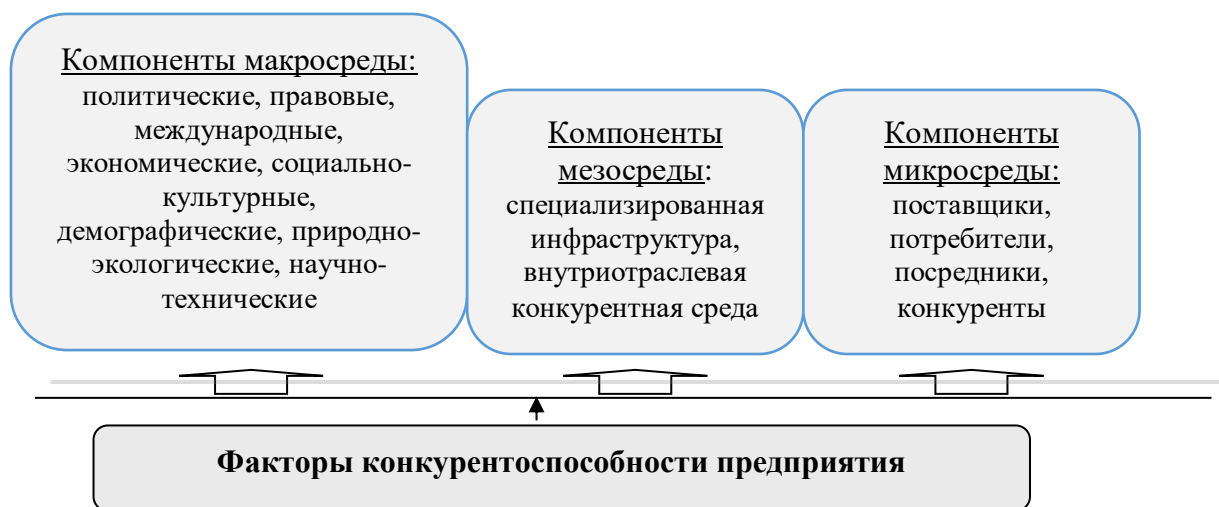 Компоненты макросреды:
политические, правовые,
международные,
экономические, социально-
культурные,
демографические, природно-
экологические, научно-
технические
Компоненты
мезосреды:
специализированная
инфраструктура,
внутриотраслевая
конкурентная среда
Компоненты
микросреды:
поставщики,
потребители,
посредники,
конкуренты
Факторы конкурентоспособности предприятия